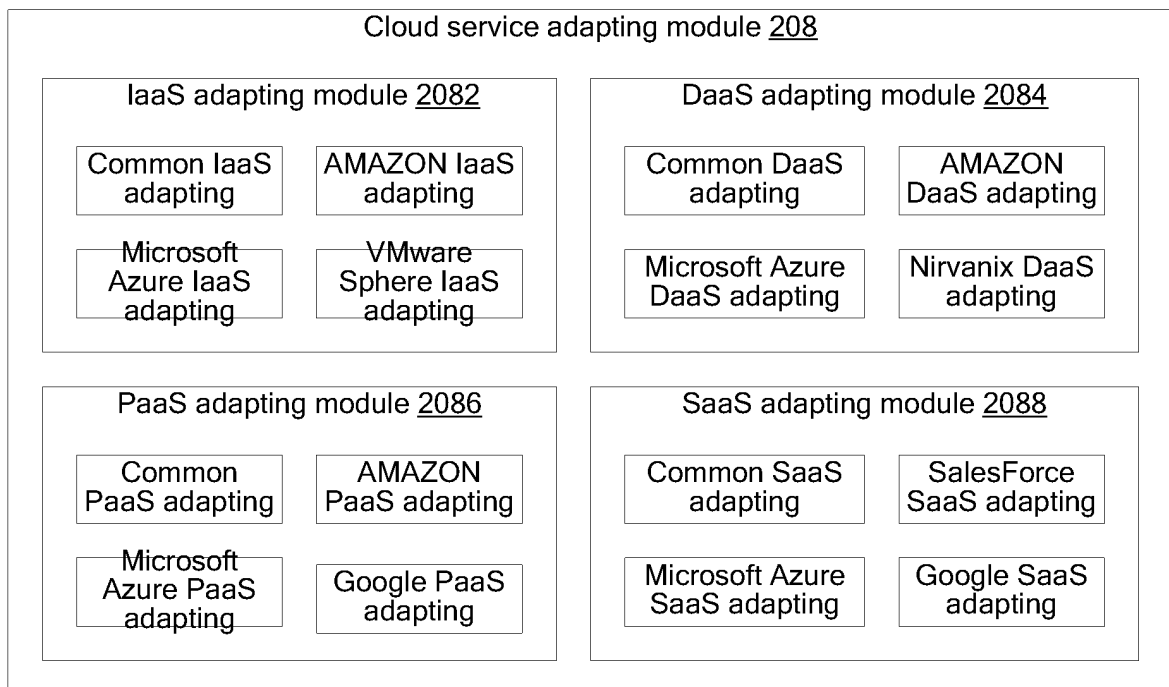 Cloud service adapting module 208
IaaS adapting module 2082
Common IaaS
adapting
AMAZON IaaS
adapting
Microsoft
Azure IaaS
adapting
VMware
Sphere IaaS
adapting
DaaS adapting module 2084
Common DaaS
adapting
AMAZON
DaaS adapting
Microsoft Azure
DaaS adapting
Nirvanix DaaS
adapting
PaaS adapting module 2086
Common
PaaS adapting
AMAZON
PaaS adapting
Microsoft
Azure PaaS
adapting
Google PaaS
adapting
SaaS adapting module 2088
Common SaaS
adapting
SalesForce
SaaS adapting
Microsoft Azure
SaaS adapting
Google SaaS
adapting